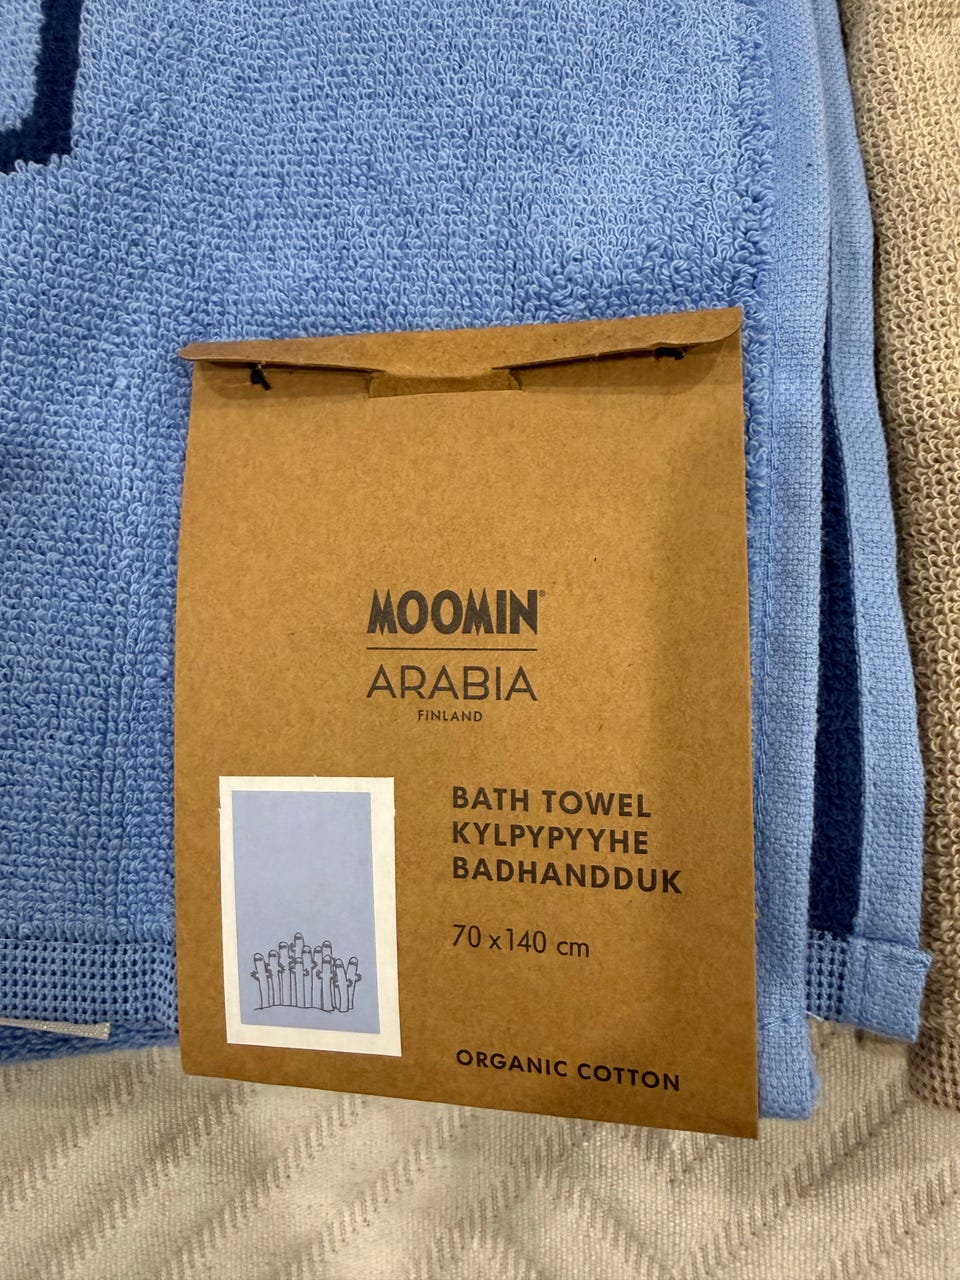 MOOMIN®
ARABIA
FINLAND
BATH TOWEL
KYLPYPYYHE
BADHANDDUK
70 x 140 cm
ORGANIC COTTON